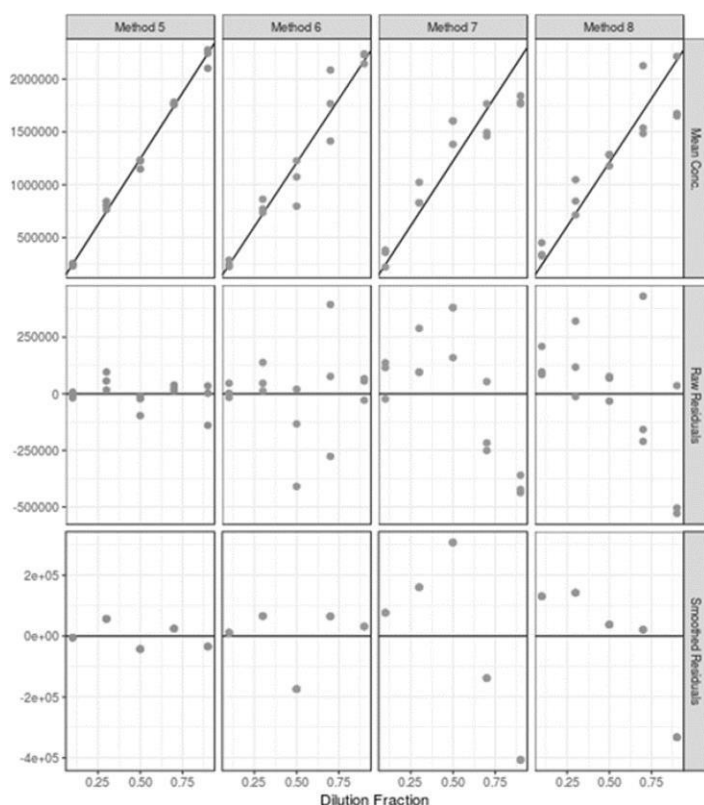 Method 5 Method 6 Method 7 Method 8
2000000
1500000
1000000
500000
Mean Conc.
250000
0
-250000
-500000
Raw Residuals
2e+05
0e+00
-2e+05
-4e+05
Smoothed Residuals
0.25 0.50 0.75 0.25 0.50 0.75 0.25 0.50 0.75 0.25 0.50 0.75
Dilution Fraction